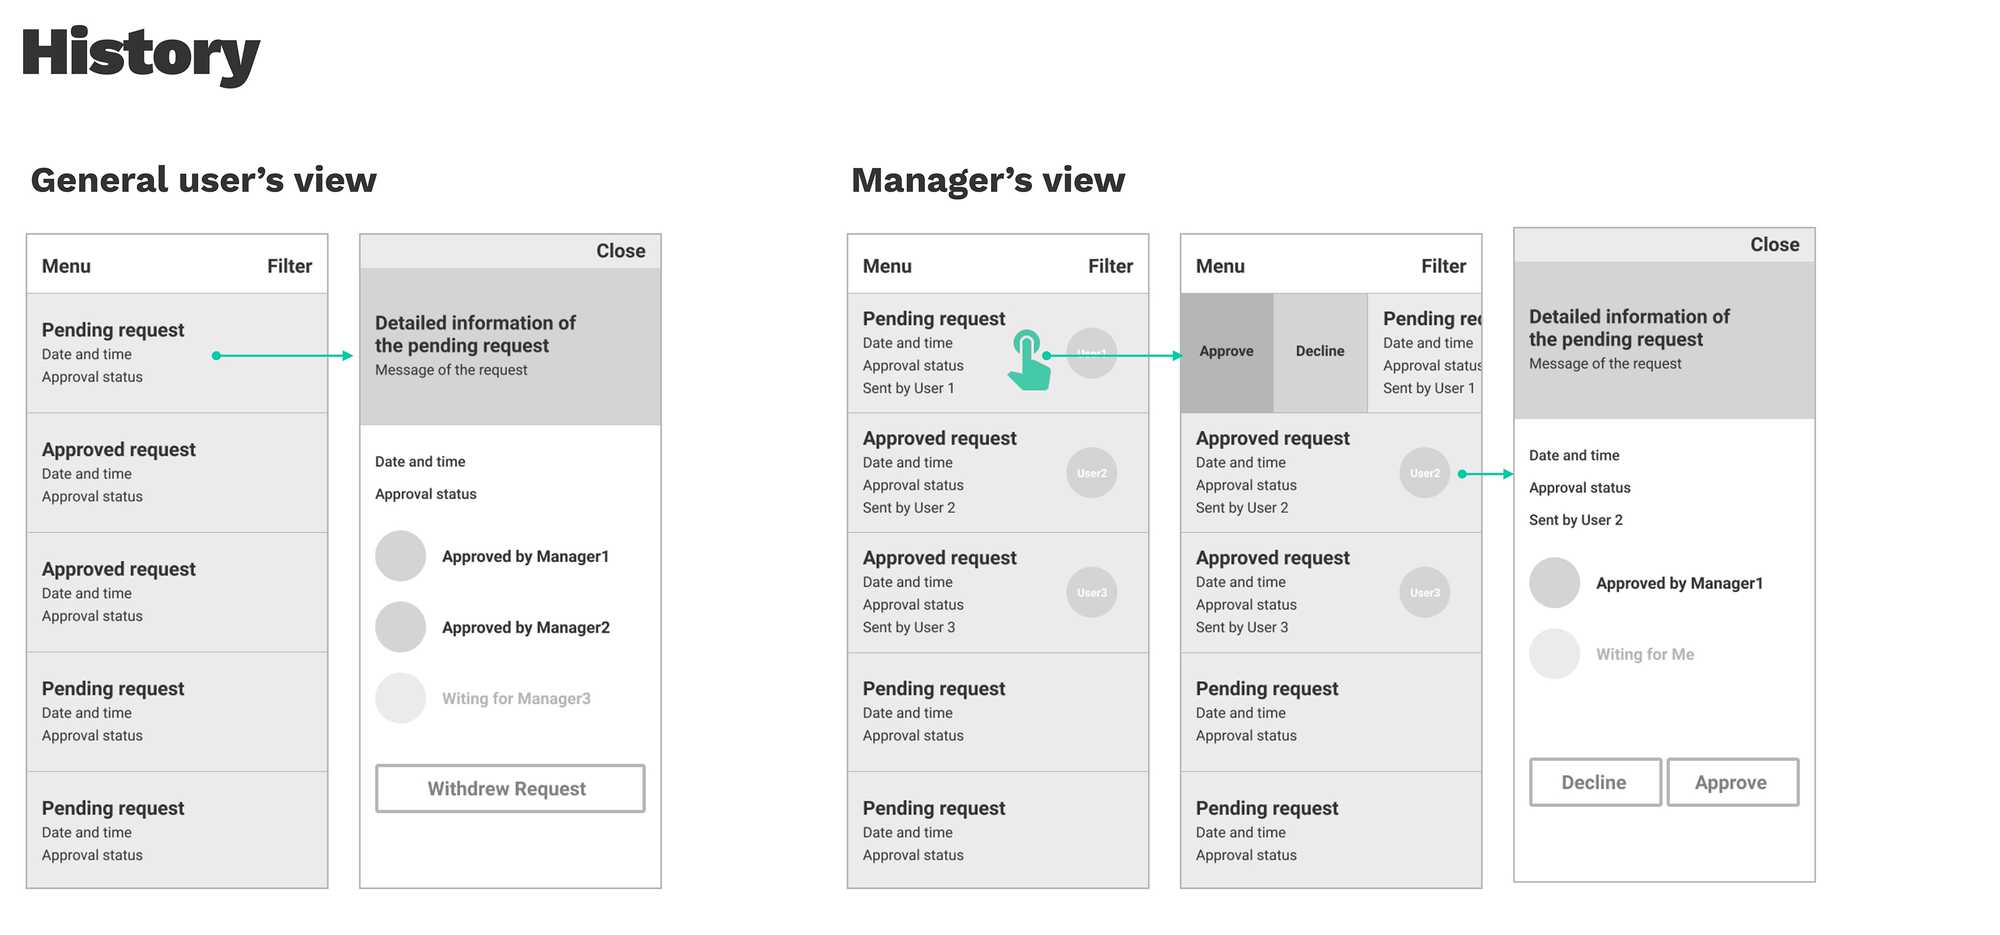 History
General user's view
Menu
Filter
Pending request
Date and time
Approval status
Approved request
Date and time
Approval status
Approved request
Date and time
Approval status
Pending request
Date and time
Approval status
Pending request
Date and time
Approval status
Close
Detailed information of
the pending request
Message of the request
Date and time
Approval status
Approved by Manager1
Approved by Manager2
Witing for Manager3
Withdrew Request
Manager's view
Menu
Filter
Pending request
Date and time
Approval status
Sent by User 1
User1
Approved request
Date and time
Approval status
Sent by User 2
User2
Approved request
Date and time
Approval status
Sent by User 3
User3
Pending request
Date and time
Approval status
Pending request
Date and time
Approval status
Menu
Filter
Approve
Decline
Pending re
Date and time
Approval status
Sent by User 1
Approved request
Date and time
Approval status
Sent by User 2
User2
Approved request
Date and time
Approval status
Sent by User 3
User3
Pending request
Date and time
Approval status
Pending request
Date and time
Approval status
Close
Detailed information of
the pending request
Message of the request
Date and time
Approval status
Sent by User 2
Approved by Manager1
Witing for Me
Decline
Approve